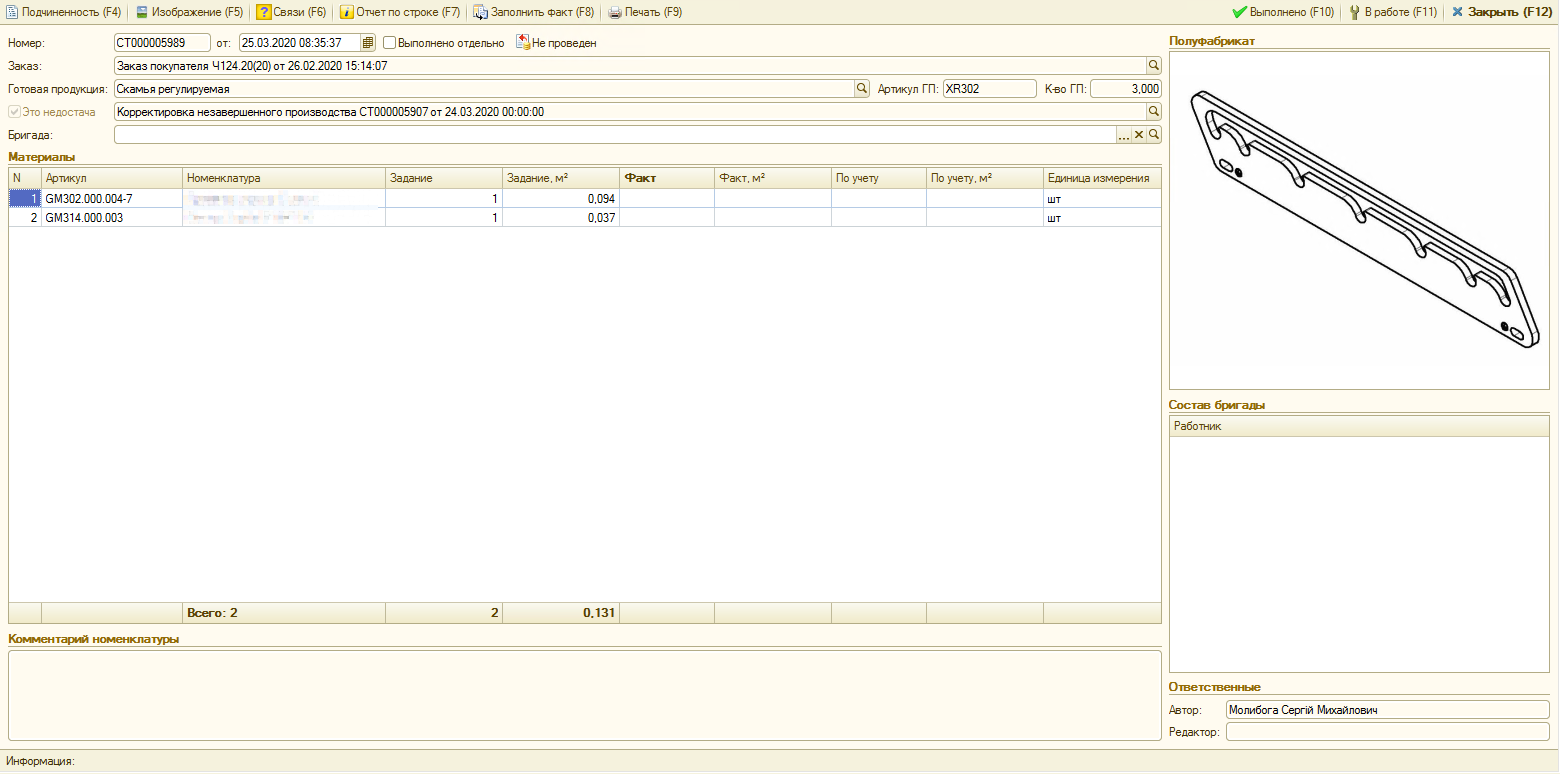 Подчиненность (F4) Изображение (F5) Связи (F6) Отчет по строке (F7) Заполнить факт (F8) Печать (F9) Выполнено (F10) В работе (F11) Закрыть (F12)
Номер: СТ000005989 от: 25.03.2020 08:35:37 Выполнено отдельно Не проведен
Заказ: Заказ покупателя Ч124.20(20) от 26.02.2020 15:14:07
Готовая продукция: Скамья регулируемая Артикул ГП: XR302 К-во ГП: 3,000
Это недостача Корректировка незавершенного производства СТ000005907 от 24.03.2020 00:00:00
Бригада:
Материалы
N Артикул Номенклатура Задание Задание, м² Факт Факт, м² По учету По учету, м² Единица измерения
1 GM302.000.004-7 1 0,094 шт
2 GM314.000.003 1 0,037 шт
Всего: 2 2 0,131
Комментарий номенклатуры
Полуфабрикат
Состав бригады
Работник
Ответственные
Автор: Молибога Сергій Михайлович
Редактор:
Информация: